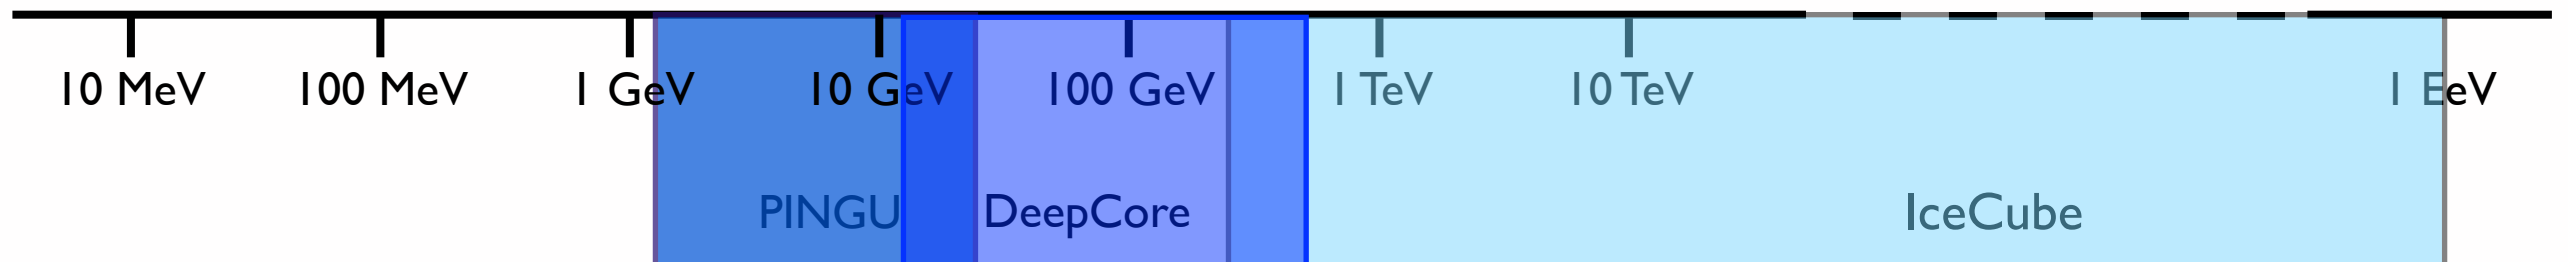 10 MeV 100 MeV 1 GeV 10 GeV 100 GeV 1 TeV 10 TeV 1 EeV
PINGU DeepCore IceCube